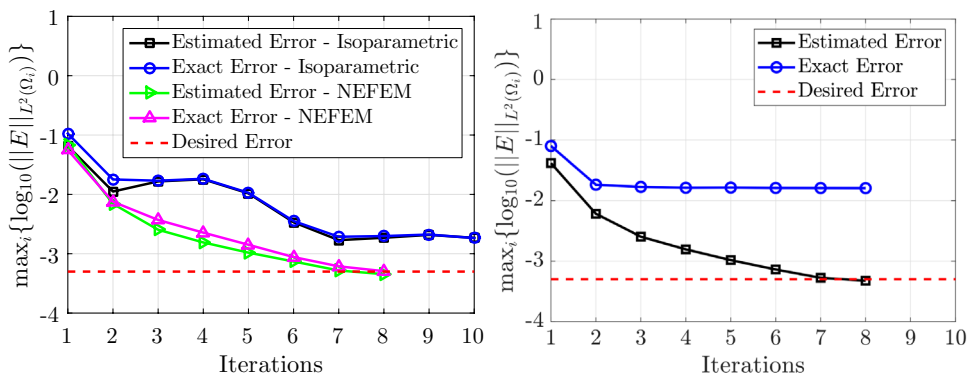 1
0
-1
-2
-3
-4
max_i{log_10(||E||_{L^2(Ω_i)})}
Estimated Error - Isoparametric
Exact Error - Isoparametric
Estimated Error - NEFEM
Exact Error - NEFEM
Desired Error
1 2 3 4 5 6 7 8 9 10
Iterations
1
0
-1
-2
-3
-4
max_i{log_10(||E||_{L^2(Ω_i)})}
Estimated Error
Exact Error
Desired Error
1 2 3 4 5 6 7 8 9 10
Iterations